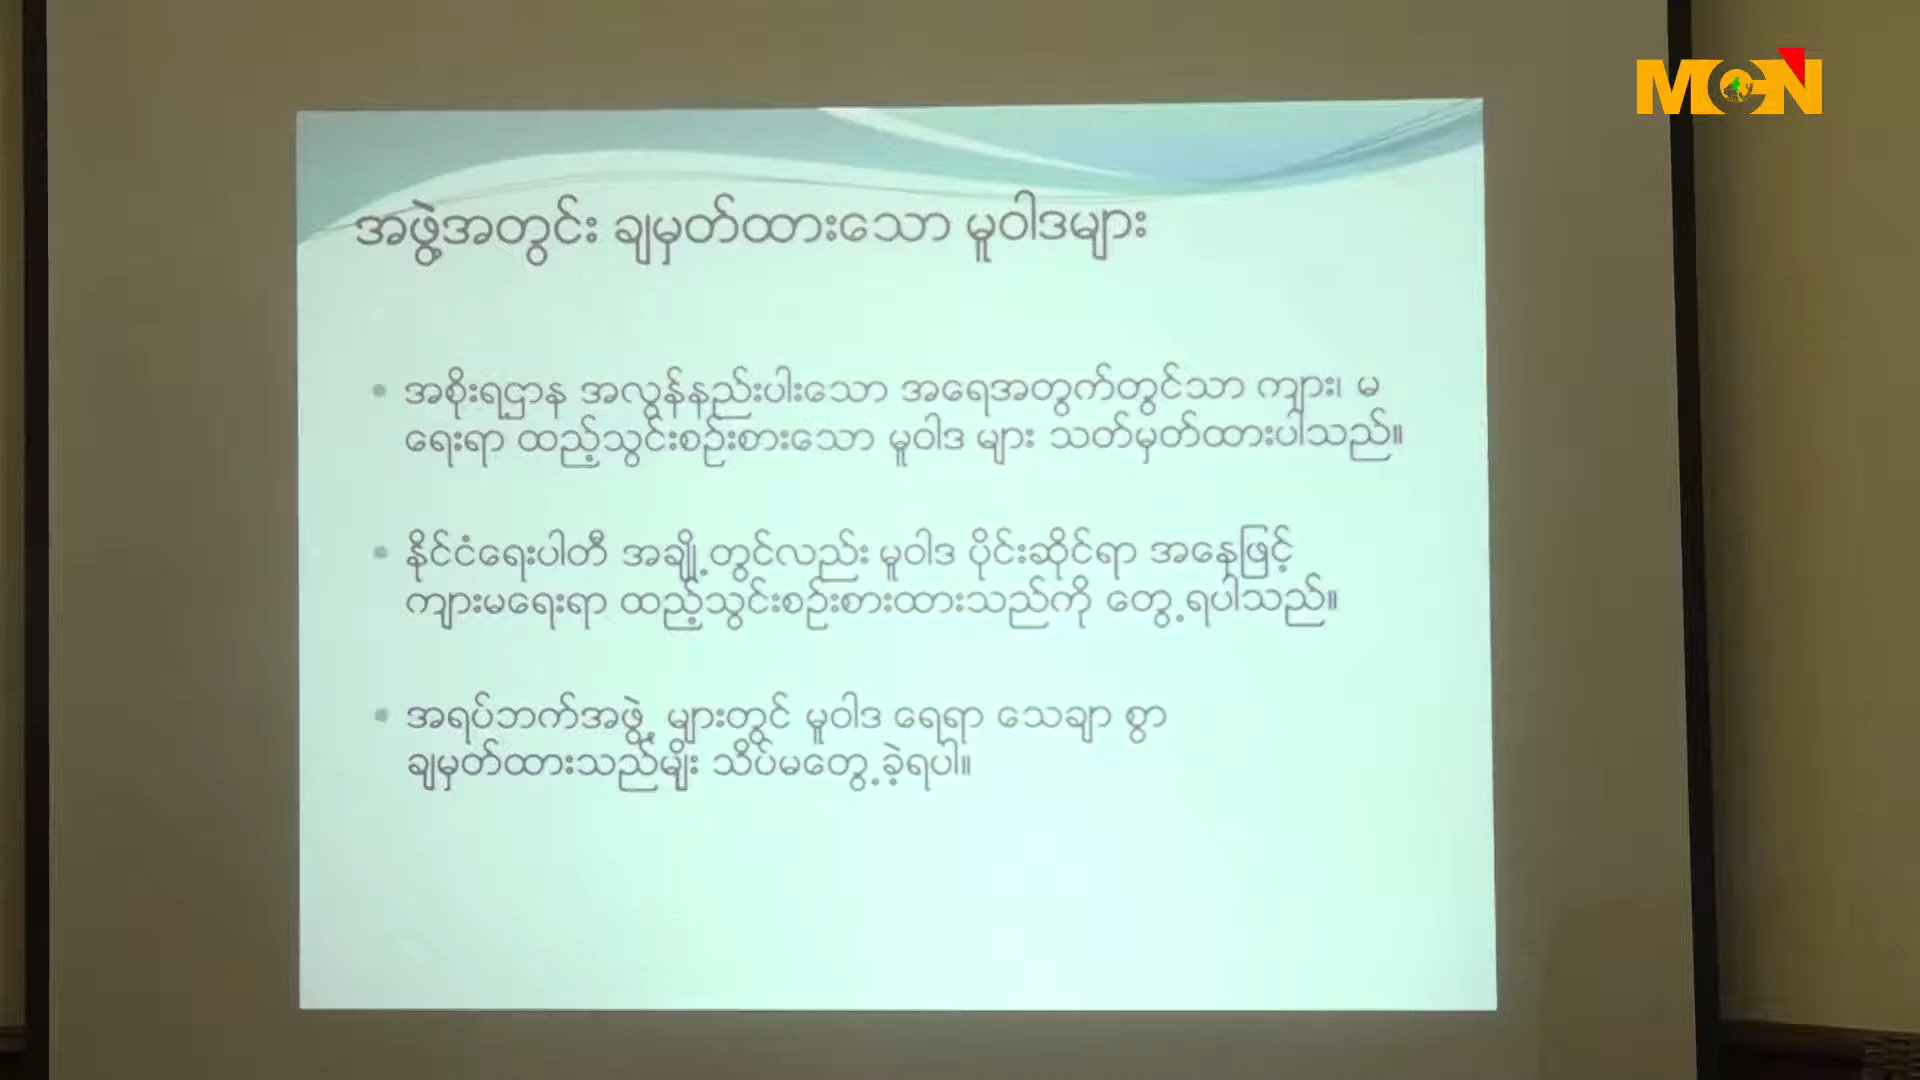 MCN
အဖွဲ့အတွင်း ချမှတ်ထားသော မူဝါဒများ
• အစိုးရဌာန အလွန်နည်းပါးသော အရေအတွက်တွင်သာ ကျား၊ မ
ရေးရာ ထည့်သွင်းစဉ်းစားသော မူဝါဒ များ သတ်မှတ်ထားပါသည်။
• နိုင်ငံရေးပါတီ အချို့တွင်လည်း မူဝါဒ ပိုင်းဆိုင်ရာ အနေဖြင့်
ကျားမရေးရာ ထည့်သွင်းစဉ်းစားထားသည်ကို တွေ့ရပါသည်။
• အရပ်ဘက်အဖွဲ့ များတွင် မူဝါဒ ရေရာ သေချာ စွာ
ချမှတ်ထားသည်မျိုး သိပ်မတွေ့ခဲ့ရပါ။